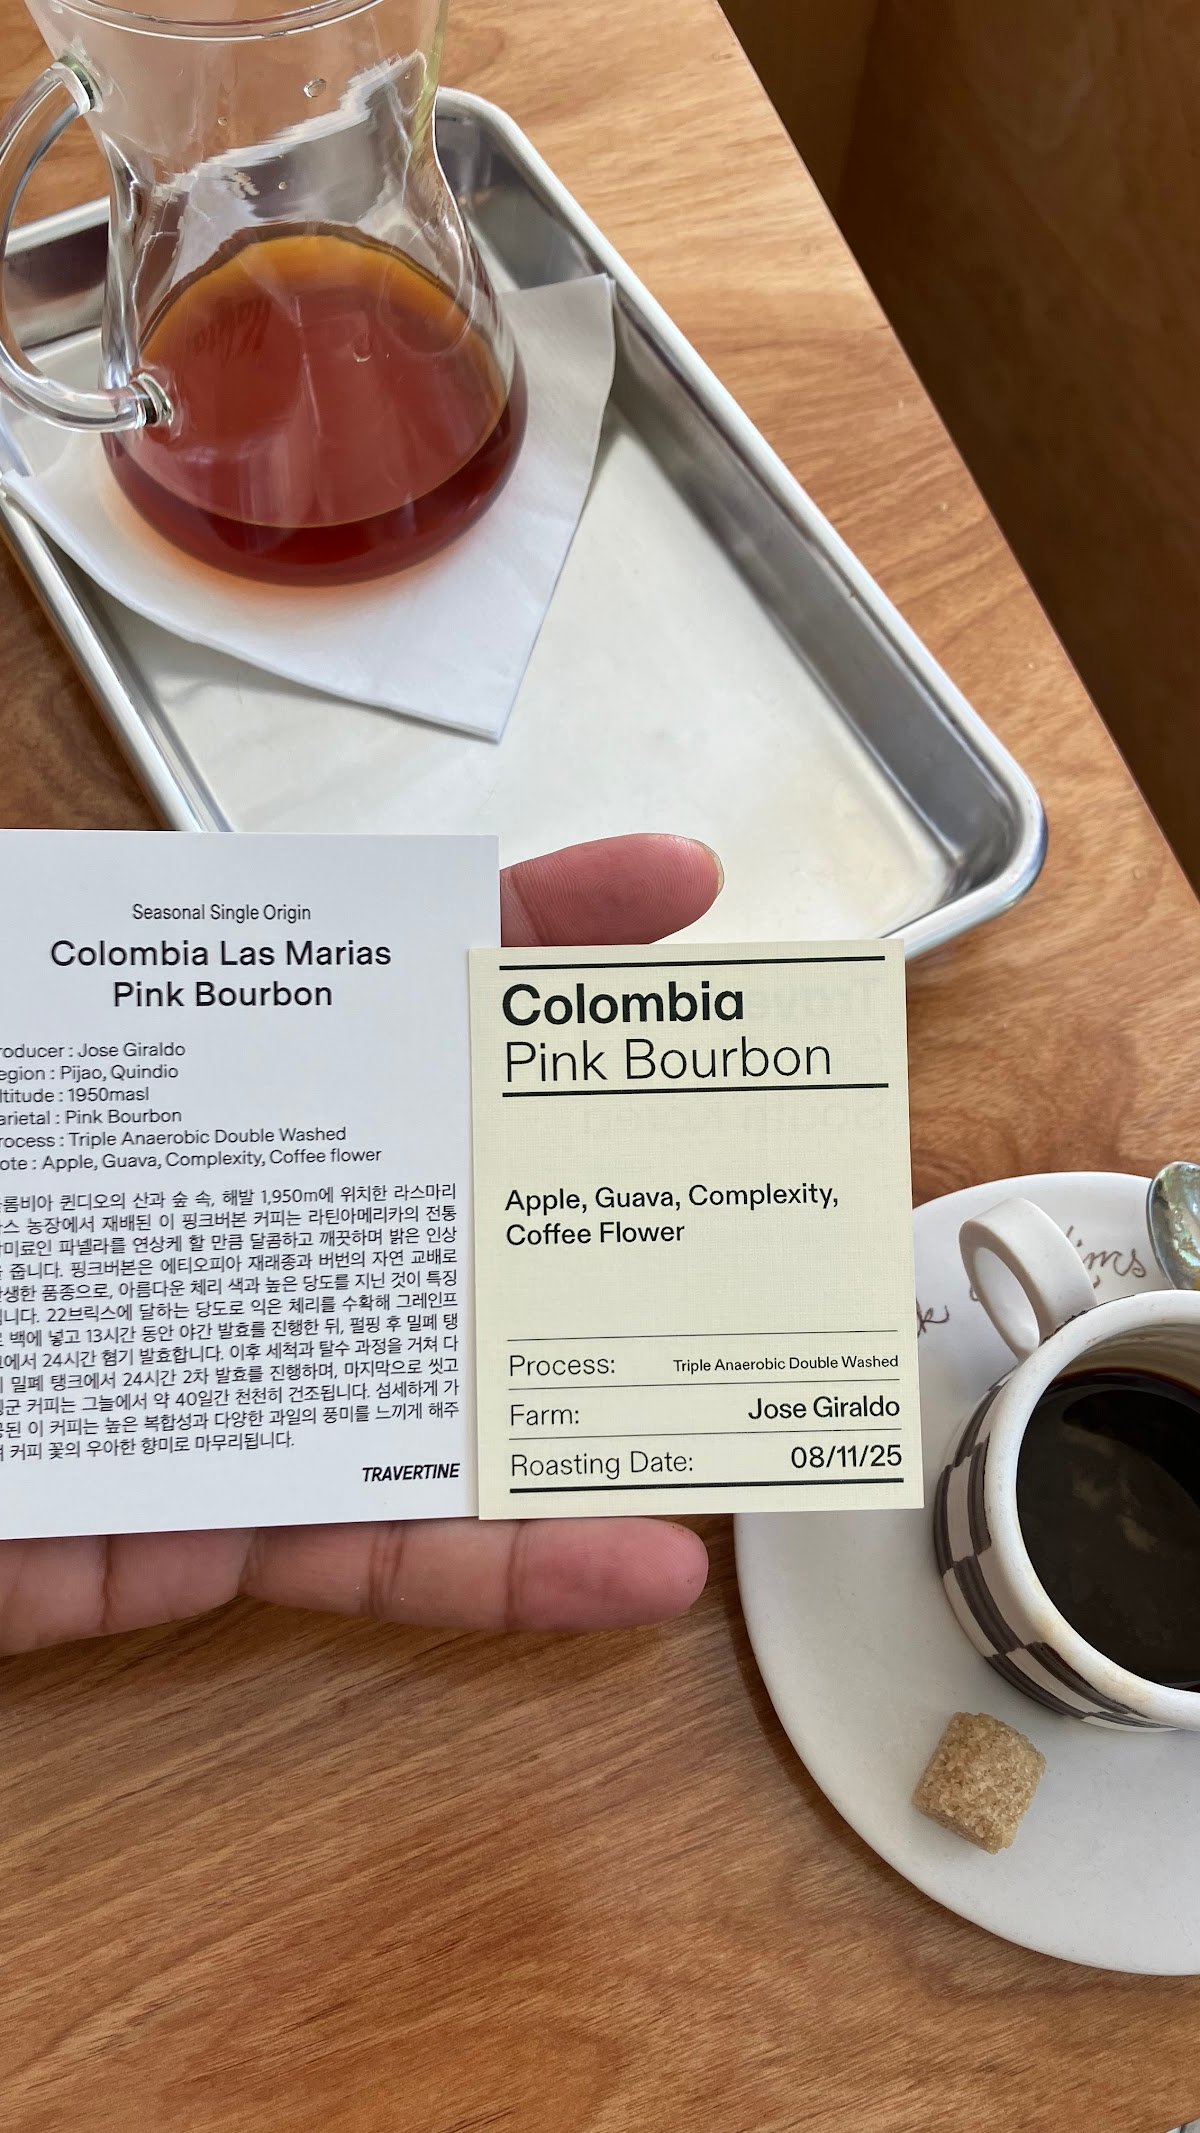 Kalita
Seasonal Single Origin
Colombia Las Marias
Pink Bourbon
roducer : Jose Giraldo
egion : Pijao, Quindio
ltitude : 1950masl
arietal : Pink Bourbon
rocess : Triple Anaerobic Double Washed
ote : Apple, Guava, Complexity, Coffee flower
롬비아 퀸디오의 산과 숲 속, 해발 1,950m에 위치한 라스마리
스 농장에서 재배된 이 핑크버본 커피는 라틴아메리카의 전통
미료인 파넬라를 연상케 할 만큼 달콤하고 깨끗하며 밝은 인상
줍니다. 핑크버본은 에티오피아 재래종과 버번의 자연 교배로
생한 품종으로, 아름다운 체리 색과 높은 당도를 지닌 것이 특징
니다. 22브릭스에 달하는 당도로 익은 체리를 수확해 그레인프
백에 넣고 13시간 동안 야간 발효를 진행한 뒤, 펄핑 후 밀폐 탱
에서 24시간 혐기 발효합니다. 이후 세척과 탈수 과정을 거쳐 다
밀폐 탱크에서 24시간 2차 발효를 진행하며, 마지막으로 씻고
군 커피는 그늘에서 약 40일간 천천히 건조됩니다. 섬세하게 가
된 이 커피는 높은 복합성과 다양한 과일의 풍미를 느끼게 해주
커피 꽃의 우아한 향미로 마무리됩니다.
TRAVERTINE
Colombia
Pink Bourbon
Apple, Guava, Complexity,
Coffee Flower
Process: Triple Anaerobic Double Washed
Farm: Jose Giraldo
Roasting Date: 08/11/25